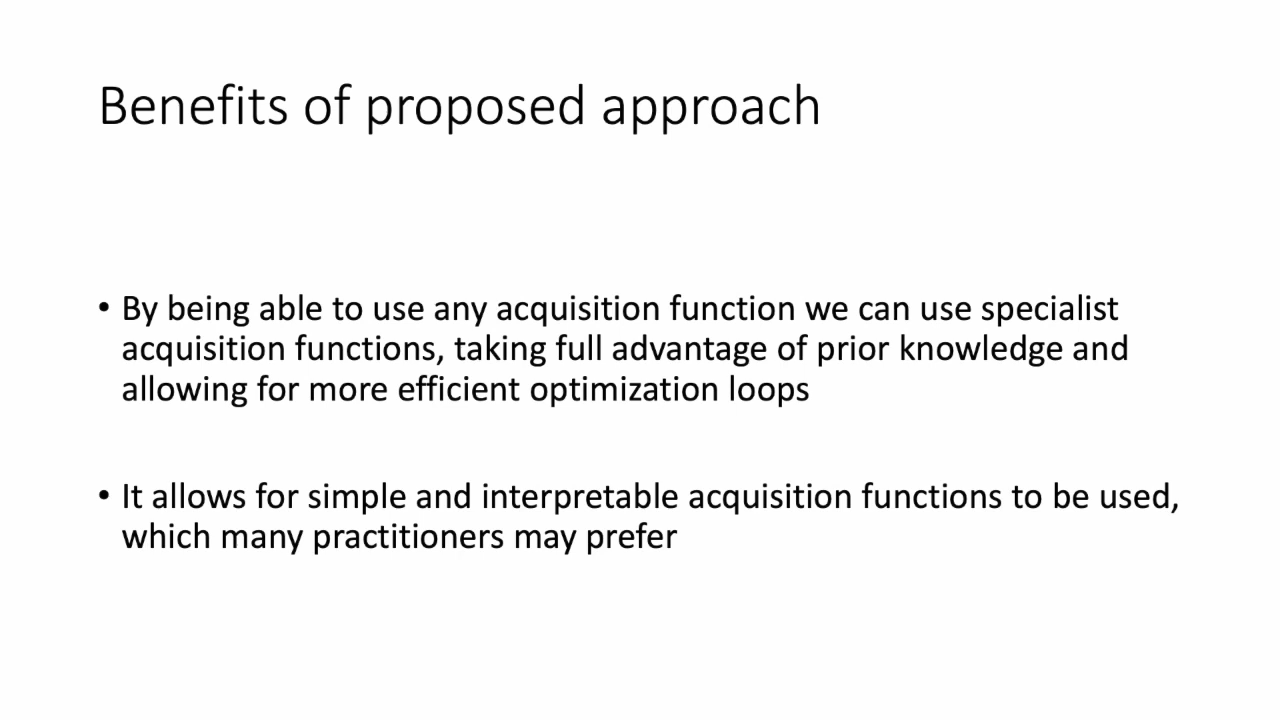 Benefits of proposed approach
• By being able to use any acquisition function we can use specialist
acquisition functions, taking full advantage of prior knowledge and
allowing for more efficient optimization loops
• It allows for simple and interpretable acquisition functions to be used,
which many practitioners may prefer